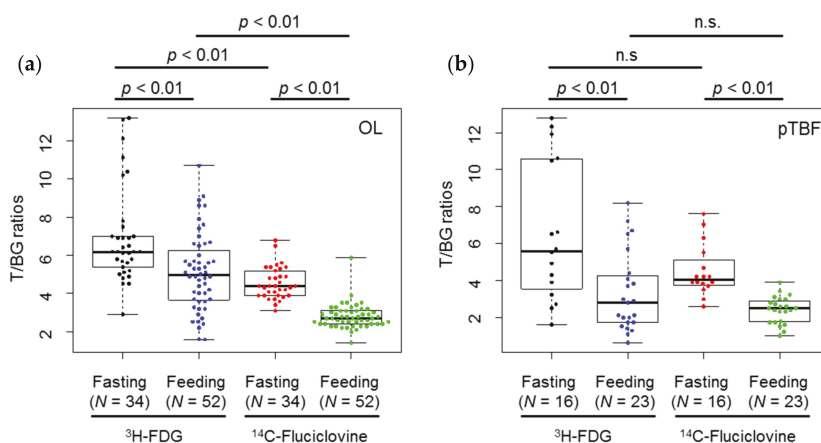 p < 0.01
p < 0.01
p < 0.01 p < 0.01
(a)
OL
T/BG ratios
12
10
8
6
4
2
Fasting Feeding Fasting Feeding
(N = 34) (N = 52) (N = 34) (N = 52)
³H-FDG ¹⁴C-Fluciclovine
n.s.
n.s
p < 0.01 p < 0.01
(b)
pTBF
T/BG ratios
12
10
8
6
4
2
Fasting Feeding Fasting Feeding
(N = 16) (N = 23) (N = 16) (N = 23)
³H-FDG ¹⁴C-Fluciclovine